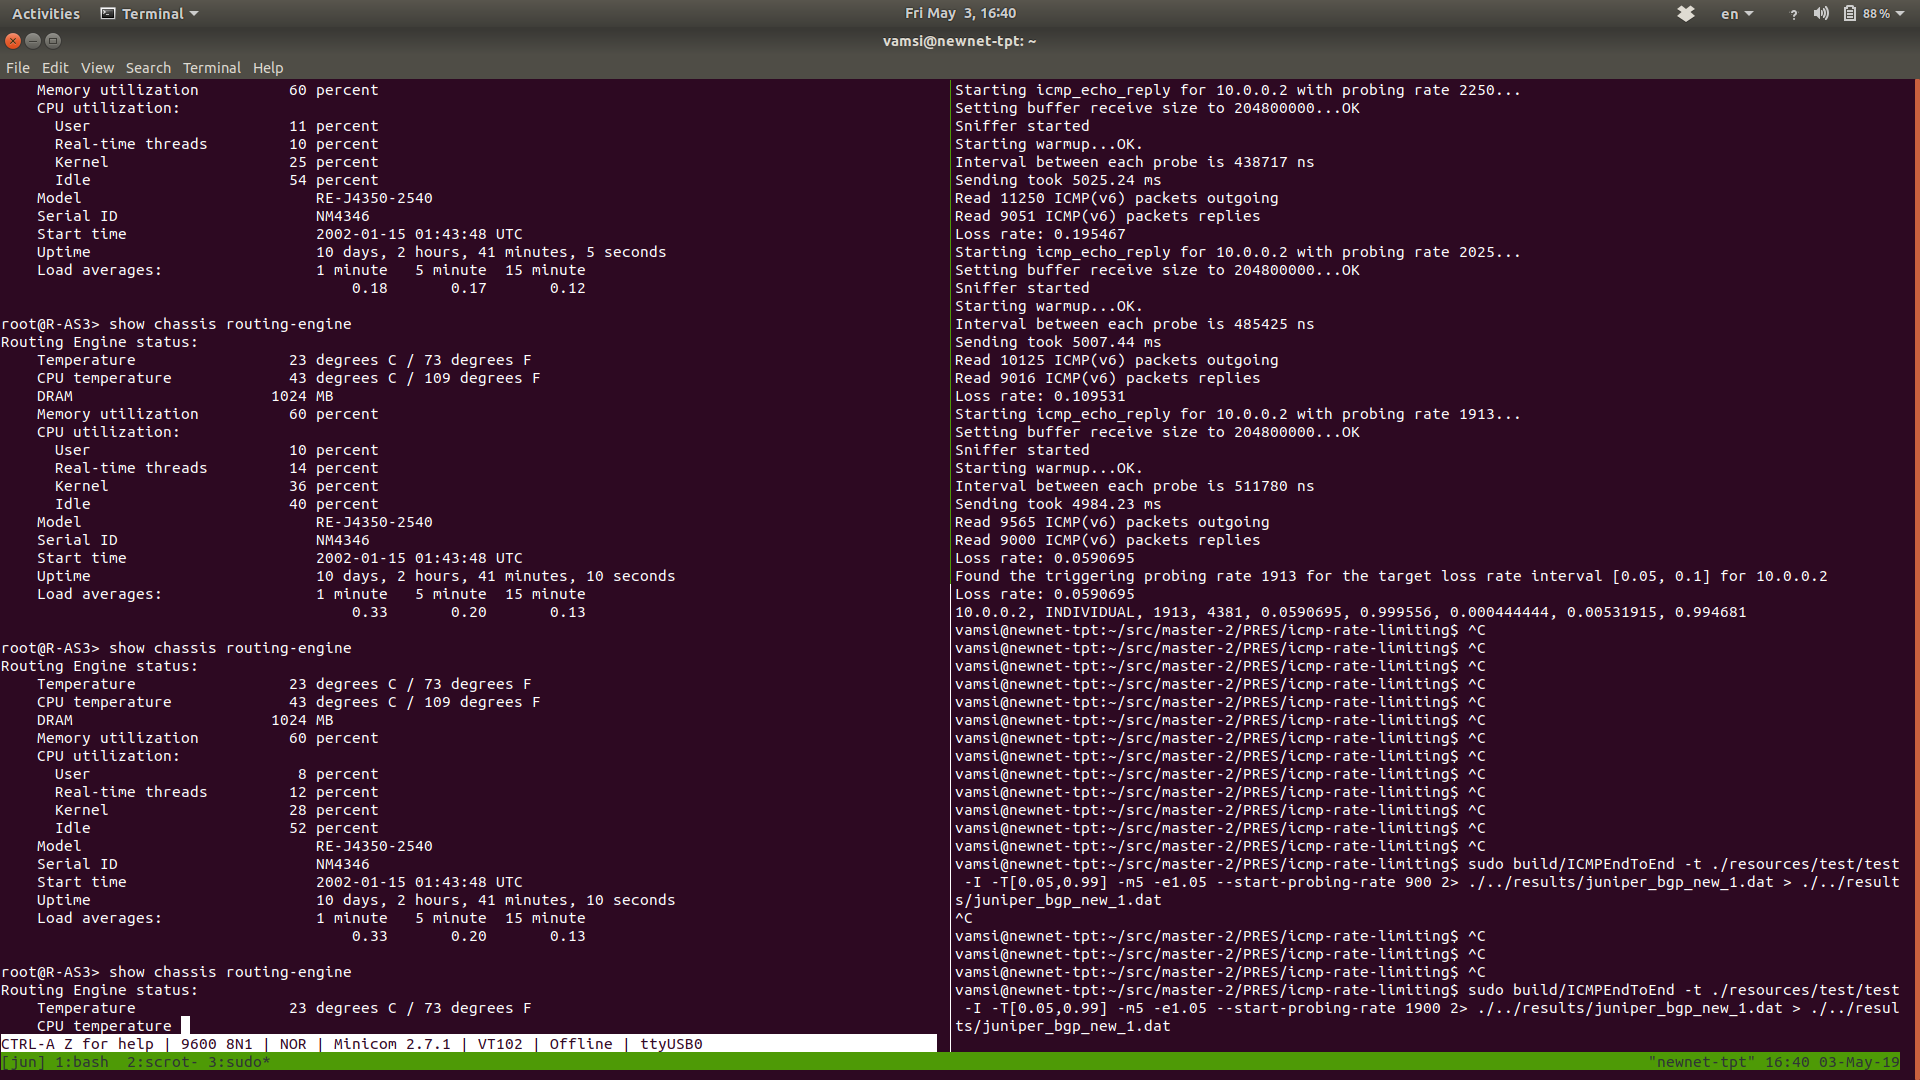 Activities Terminal Fri May 3, 16:40 en ? 88 %
vamsi@newnet-tpt: ~
File Edit View Search Terminal Help
Memory utilization 60 percent
CPU utilization:
User 11 percent
Real-time threads 10 percent
Kernel 25 percent
Idle 54 percent
Model RE-J4350-2540
Serial ID NM4346
Start time 2002-01-15 01:43:48 UTC
Uptime 10 days, 2 hours, 41 minutes, 5 seconds
Load averages: 1 minute 5 minute 15 minute
0.18 0.17 0.12
root@R-AS3> show chassis routing-engine
Routing Engine status:
Temperature 23 degrees C / 73 degrees F
CPU temperature 43 degrees C / 109 degrees F
DRAM 1024 MB
Memory utilization 60 percent
CPU utilization:
User 10 percent
Real-time threads 14 percent
Kernel 36 percent
Idle 40 percent
Model RE-J4350-2540
Serial ID NM4346
Start time 2002-01-15 01:43:48 UTC
Uptime 10 days, 2 hours, 41 minutes, 10 seconds
Load averages: 1 minute 5 minute 15 minute
0.33 0.20 0.13
root@R-AS3> show chassis routing-engine
Routing Engine status:
Temperature 23 degrees C / 73 degrees F
CPU temperature 43 degrees C / 109 degrees F
DRAM 1024 MB
Memory utilization 60 percent
CPU utilization:
User 8 percent
Real-time threads 12 percent
Kernel 28 percent
Idle 52 percent
Model RE-J4350-2540
Serial ID NM4346
Start time 2002-01-15 01:43:48 UTC
Uptime 10 days, 2 hours, 41 minutes, 10 seconds
Load averages: 1 minute 5 minute 15 minute
0.33 0.20 0.13
root@R-AS3> show chassis routing-engine
Routing Engine status:
Temperature 23 degrees C / 73 degrees F
CPU temperature
CTRL-A Z for help | 9600 8N1 | NOR | Minicom 2.7.1 | VT102 | Offline | ttyUSB0
Starting icmp_echo_reply for 10.0.0.2 with probing rate 2250...
Setting buffer receive size to 204800000...OK
Sniffer started
Starting warmup...OK.
Interval between each probe is 438717 ns
Sending took 5025.24 ms
Read 11250 ICMP(v6) packets outgoing
Read 9051 ICMP(v6) packets replies
Loss rate: 0.195467
Starting icmp_echo_reply for 10.0.0.2 with probing rate 2025...
Setting buffer receive size to 204800000...OK
Sniffer started
Starting warmup...OK.
Interval between each probe is 485425 ns
Sending took 5007.44 ms
Read 10125 ICMP(v6) packets outgoing
Read 9016 ICMP(v6) packets replies
Loss rate: 0.109531
Starting icmp_echo_reply for 10.0.0.2 with probing rate 1913...
Setting buffer receive size to 204800000...OK
Sniffer started
Starting warmup...OK.
Interval between each probe is 511780 ns
Sending took 4984.23 ms
Read 9565 ICMP(v6) packets outgoing
Read 9000 ICMP(v6) packets replies
Loss rate: 0.0590695
Found the triggering probing rate 1913 for the target loss rate interval [0.05, 0.1] for 10.0.0.2
Loss rate: 0.0590695
10.0.0.2, INDIVIDUAL, 1913, 4381, 0.0590695, 0.999556, 0.000444444, 0.00531915, 0.994681
vamsi@newnet-tpt:~/src/master-2/PRES/icmp-rate-limiting$ ^C
vamsi@newnet-tpt:~/src/master-2/PRES/icmp-rate-limiting$ ^C
vamsi@newnet-tpt:~/src/master-2/PRES/icmp-rate-limiting$ ^C
vamsi@newnet-tpt:~/src/master-2/PRES/icmp-rate-limiting$ ^C
vamsi@newnet-tpt:~/src/master-2/PRES/icmp-rate-limiting$ ^C
vamsi@newnet-tpt:~/src/master-2/PRES/icmp-rate-limiting$ ^C
vamsi@newnet-tpt:~/src/master-2/PRES/icmp-rate-limiting$ ^C
vamsi@newnet-tpt:~/src/master-2/PRES/icmp-rate-limiting$ ^C
vamsi@newnet-tpt:~/src/master-2/PRES/icmp-rate-limiting$ ^C
vamsi@newnet-tpt:~/src/master-2/PRES/icmp-rate-limiting$ ^C
vamsi@newnet-tpt:~/src/master-2/PRES/icmp-rate-limiting$ ^C
vamsi@newnet-tpt:~/src/master-2/PRES/icmp-rate-limiting$ ^C
vamsi@newnet-tpt:~/src/master-2/PRES/icmp-rate-limiting$ ^C
vamsi@newnet-tpt:~/src/master-2/PRES/icmp-rate-limiting$ sudo build/ICMPEndToEnd -t ./resources/test/test
-I -T[0.05,0.99] -m5 -e1.05 --start-probing-rate 900 2> ./../results/juniper_bgp_new_1.dat > ./../result
s/juniper_bgp_new_1.dat
^C
vamsi@newnet-tpt:~/src/master-2/PRES/icmp-rate-limiting$ ^C
vamsi@newnet-tpt:~/src/master-2/PRES/icmp-rate-limiting$ ^C
vamsi@newnet-tpt:~/src/master-2/PRES/icmp-rate-limiting$ ^C
vamsi@newnet-tpt:~/src/master-2/PRES/icmp-rate-limiting$ sudo build/ICMPEndToEnd -t ./resources/test/test
-I -T[0.05,0.99] -m5 -e1.05 --start-probing-rate 1900 2> ./../results/juniper_bgp_new_1.dat > ./../resul
ts/juniper_bgp_new_1.dat
[jun] 1:bash 2:scrot- 3:sudo* "newnet-tpt" 16:40 03-May-19